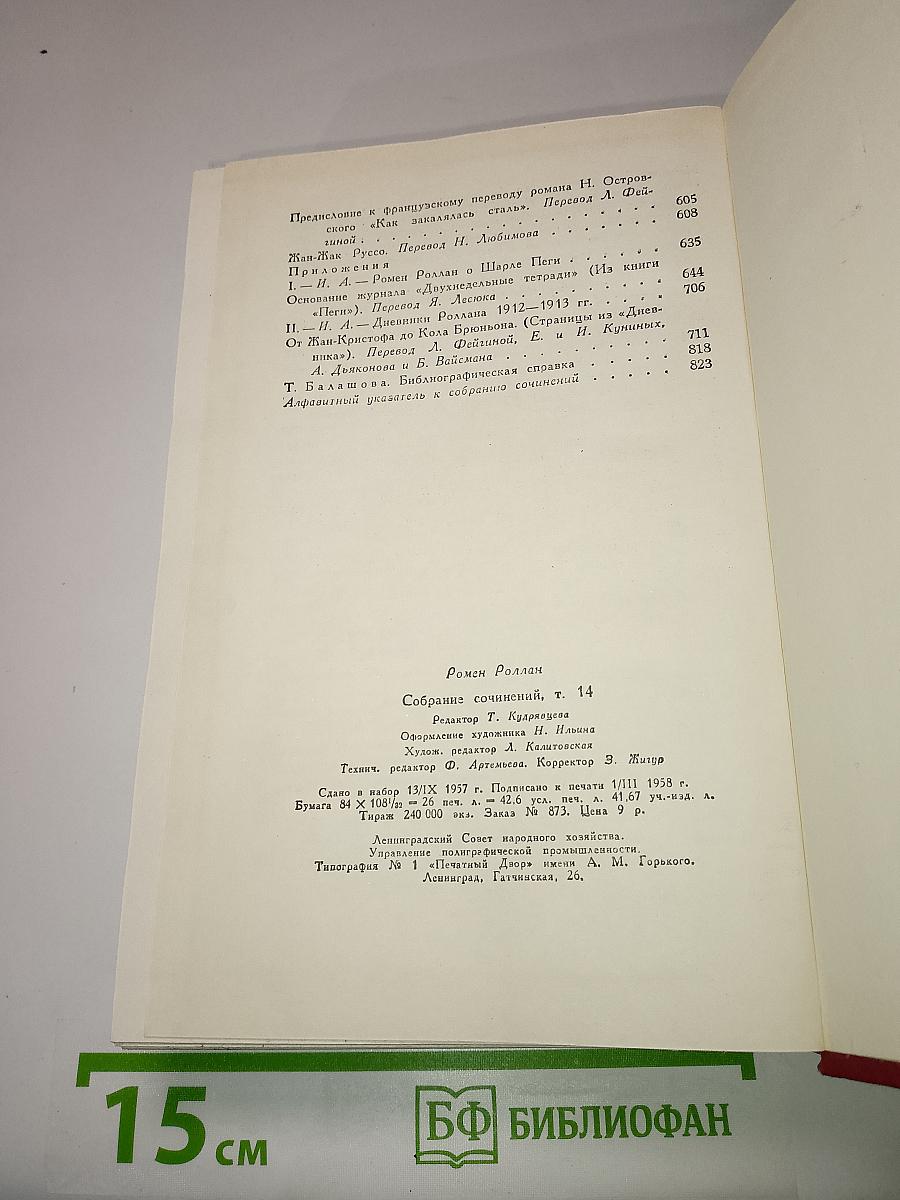 Предисловие к французскому переводу романа Н. Остров-
ского «Как закалялась сталь». Перевод Л. Фей-
гиной . . . . . . . . . . . . . . . . 605
Жан-Жак Руссо. Перевод Н. Любимова . . . . . . 608
Приложения
I. — И. А. — Ромен Роллан о Шарле Пеги . . . . . 635
Основание журнала «Двухнедельные тетради» (Из книги
«Пеги»). Перевод Я. Лесюка . . . . . . . . . 644
II. — И. А. — Дневники Роллана 1912—1913 гг. . . . . 706
От Жан-Кристофа до Кола Брюньона. (Страницы из «Днев-
ника»). Перевод Л. Фейгиной, Е. и И. Куниных,
А. Дьяконова и Б. Вайсмана . . . . . . . . . 711
Т. Балашова. Библиографическая справка . . . . . 818
Алфавитный указатель к собранию сочинений . . . . . 823
Ромен Роллан
Собрание сочинений, т. 14
Редактор Т. Кудрявцева
Оформление художника Н. Ильина
Худож. редактор Л. Калитовская
Технич. редактор Ф. Артемьева. Корректор З. Жигур
Сдано в набор 13/IX 1957 г. Подписано к печати 1/III 1958 г.
Бумага 84 × 108¹/₃₂ = 26 печ. л. = 42,6 усл. печ. л. 41,67 уч.-изд. л.
Тираж 240 000 экз. Заказ № 873. Цена 9 р.
Ленинградский Совет народного хозяйства.
Управление полиграфической промышленности.
Типография № 1 «Печатный Двор» имени А. М. Горького.
Ленинград, Гатчинская, 26.
15 см
БФ БИБЛИОФАН